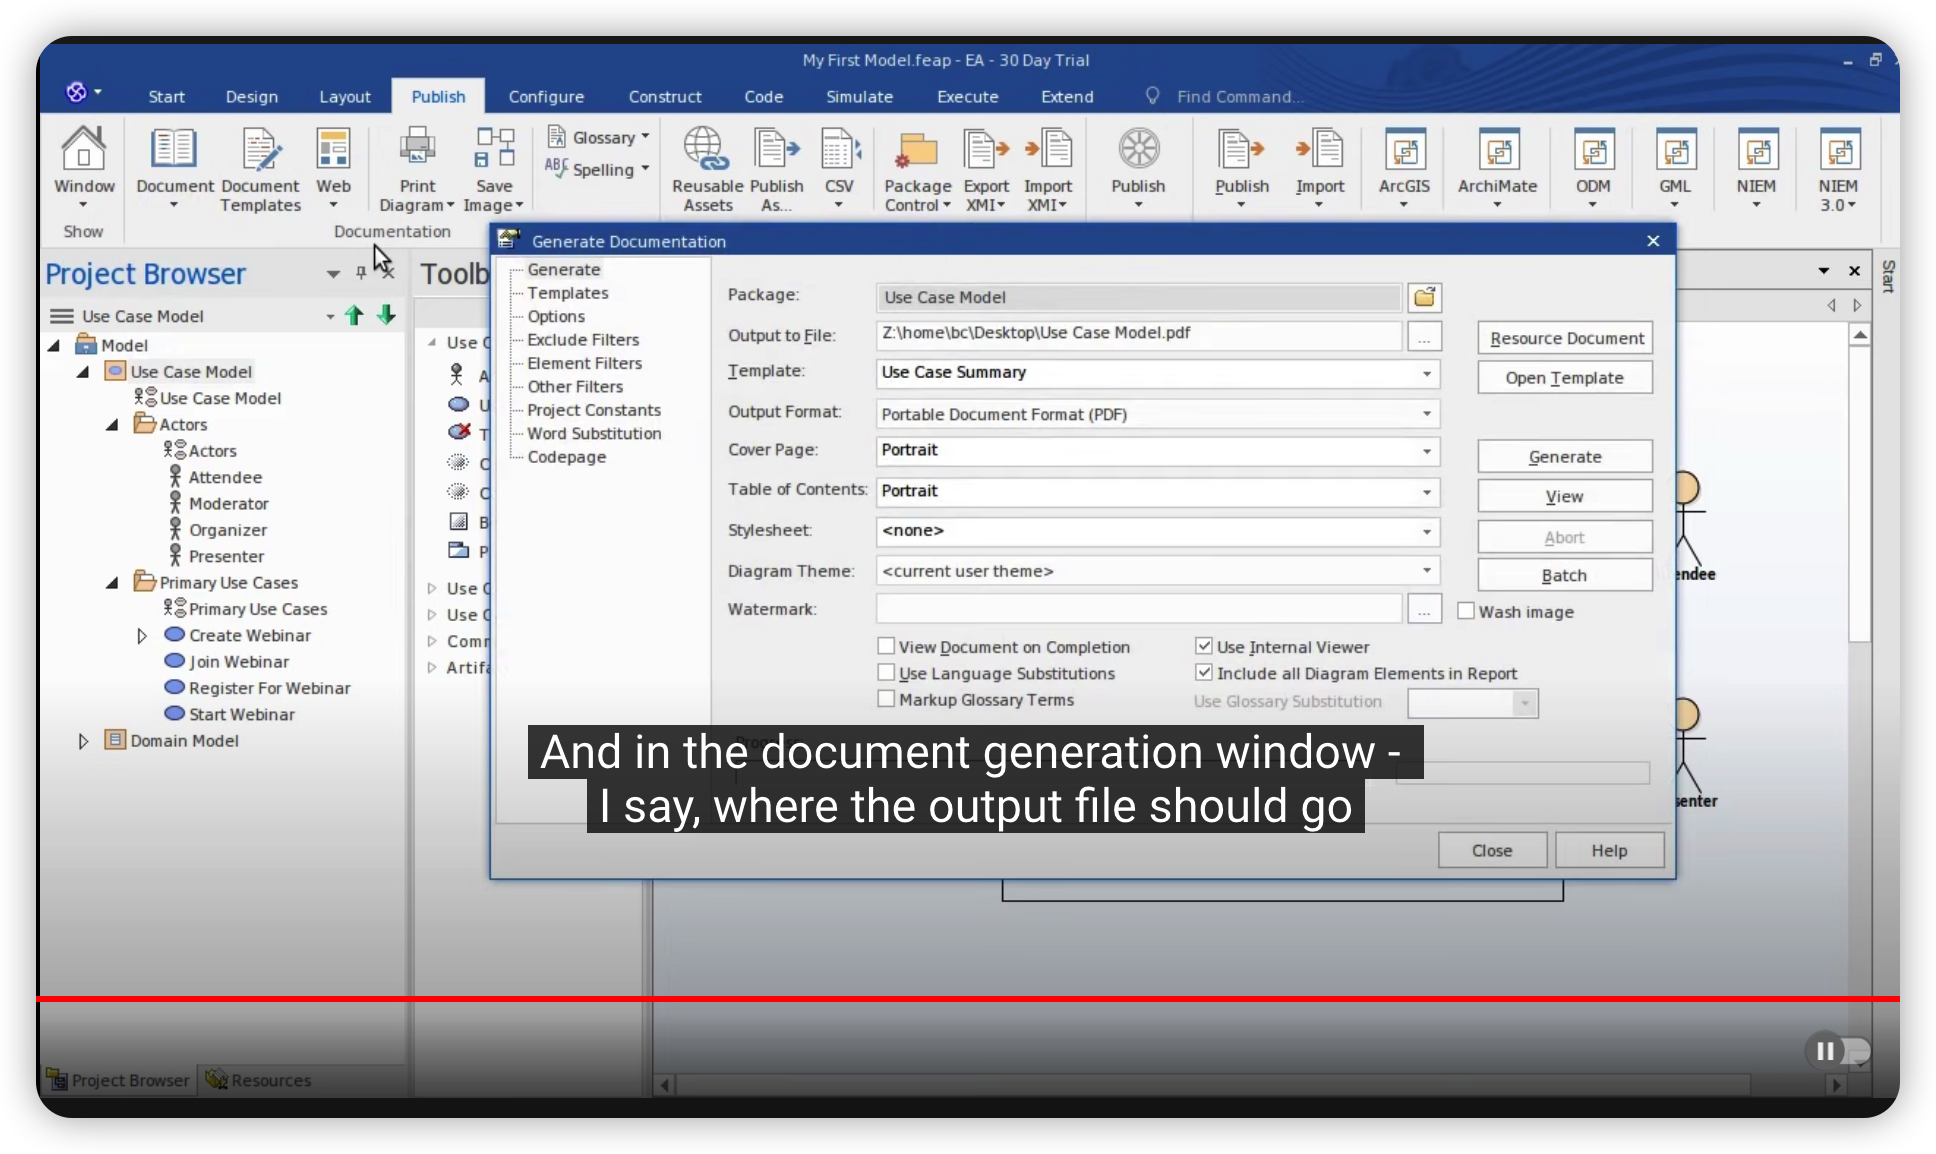 My First Model.feap - EA - 30 Day Trial
Start Design Layout Publish Configure Construct Code Simulate Execute Extend Find Command...
Window
Show
Document
Document Templates
Web
Print Diagram
Save Image
Documentation
Glossary
ABC Spelling
Reusable Assets
Publish As...
CSV
Package Control
Export XMI
Import XMI
Publish
Publish
Import
ArcGIS
ArchiMate
ODM
GML
NIEM
NIEM 3.0
Project Browser
Use Case Model
Model
Use Case Model
Use Case Model
Actors
Actors
Attendee
Moderator
Organizer
Presenter
Primary Use Cases
Primary Use Cases
Create Webinar
Join Webinar
Register For Webinar
Start Webinar
Domain Model
Project Browser
Resources
Toolb
Use C
A
U
T
C
C
B
P
Use C
Use C
Comm
Artifa
Generate Documentation
Generate
Templates
Options
Exclude Filters
Element Filters
Other Filters
Project Constants
Word Substitution
Codepage
Package: Use Case Model
Output to File: Z:\home\bc\Desktop\Use Case Model.pdf ...
Template: Use Case Summary
Output Format: Portable Document Format (PDF)
Cover Page: Portrait
Table of Contents: Portrait
Stylesheet: <none>
Diagram Theme: <current user theme>
Watermark: ... Wash image
View Document on Completion
Use Language Substitutions
Markup Glossary Terms
Use Internal Viewer
Include all Diagram Elements in Report
Use Glossary Substitution
Resource Document
Open Template
Generate
View
Abort
Batch
Close
Help
Start
endee
senter
And in the document generation window -
I say, where the output file should go